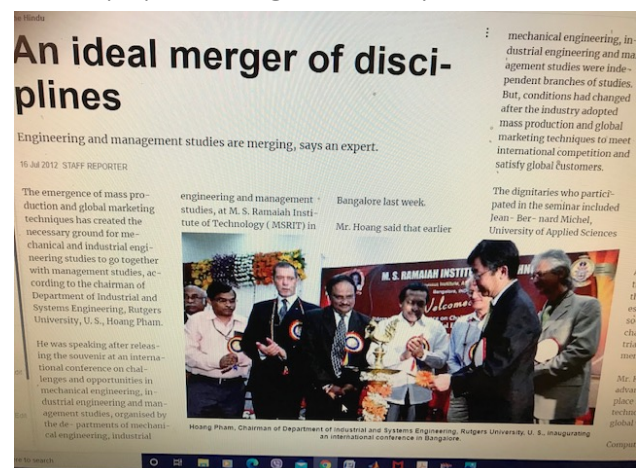 Hindu
An ideal merger of disci-
plines
Engineering and management studies are merging, says an expert.
16 Jul 2012 STAFF REPORTER
The emergence of mass pro-
duction and global marketing
techniques has created the
necessary ground for me-
chanical and industrial engi-
neering studies to go together
with management studies, ac-
cording to the chairman of
Department of Industrial and
Systems Engineering, Rutgers
University, U. S., Hoang Pham.
He was speaking after releas-
ing the souvenir at an interna-
tional conference on chal-
lenges and opportunities in
mechanical engineering, in-
dustrial engineering and man-
agement studies, organised by
the de- partments of mechani-
cal engineering, industrial
engineering and management
studies, at M. S. Ramaiah Insti-
tute of Technology ( MSRIT) in
Bangalore last week.
Mr. Hoang said that earlier
mechanical engineering, in-
dustrial engineering and ma
agement studies were inde-
pendent branches of studies.
But, conditions had changed
after the industry adopted
mass production and global
marketing techniques to meet
international competition and
satisfy global customers.
The dignitaries who partici-
pated in the seminar included
Jean- Ber- nard Michel,
University of Applied Sciences
M. S. RAMAIAH INSTIT
Bangalore
Welcome
Hoang Pham, Chairman of Department of Industrial and Systems Engineering, Rutgers University, U. S., inaugurating
an international conference in Bangalore.
Mr.
advan
place
techn
global
Comput
to search